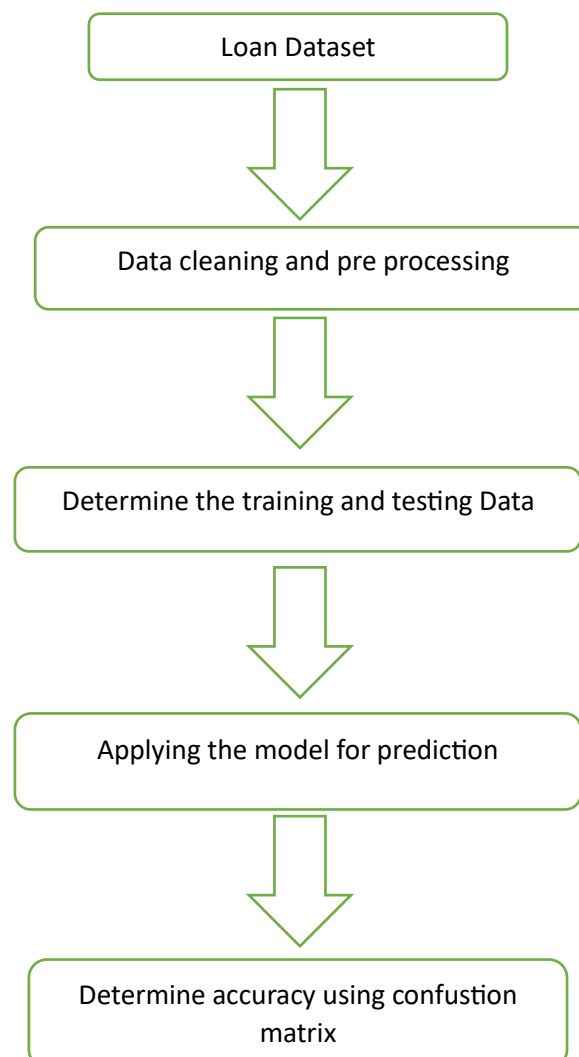 Loan Dataset
Data cleaning and pre processing
Determine the training and testing Data
Applying the model for prediction
Determine accuracy using confustion
matrix